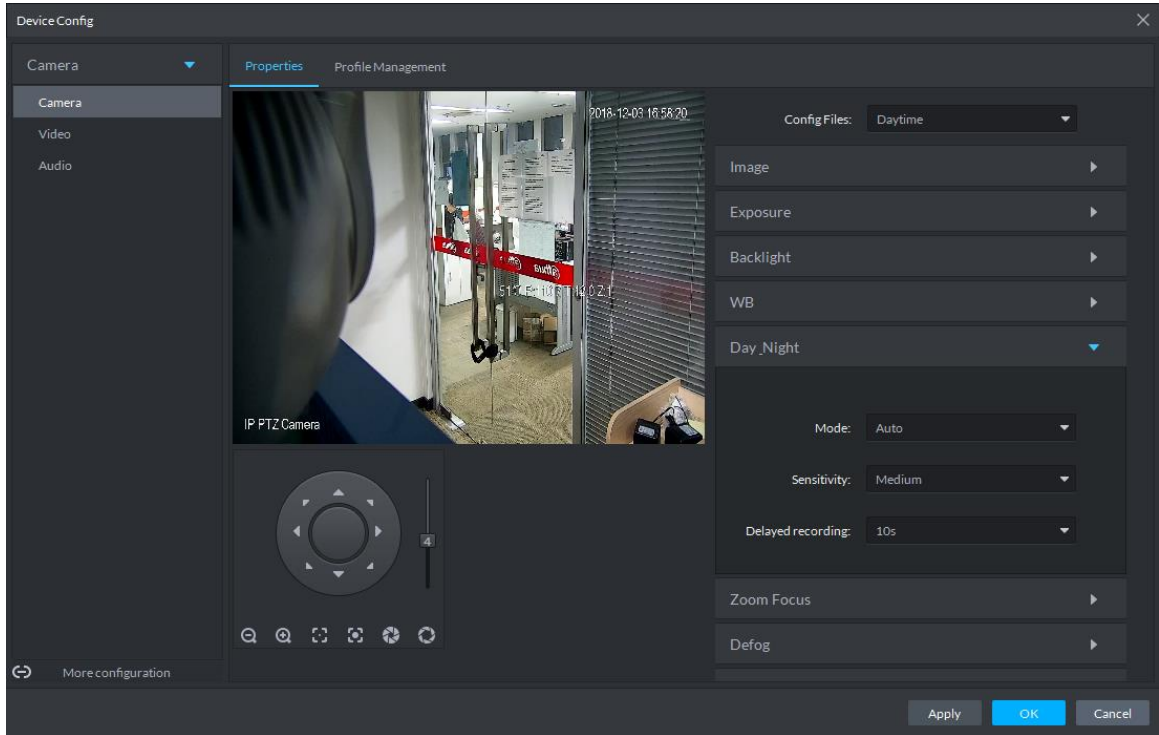 Device Config
Camera
Camera
Video
Audio
More configuration
Properties
Profile Management
2018-12-03 16:58:20
IP PTZ Camera
4
Config Files: Daytime
Image
Exposure
Backlight
WB
Day_Night
Mode: Auto
Sensitivity: Medium
Delayed recording: 10s
Zoom Focus
Defog
Apply
OK
Cancel